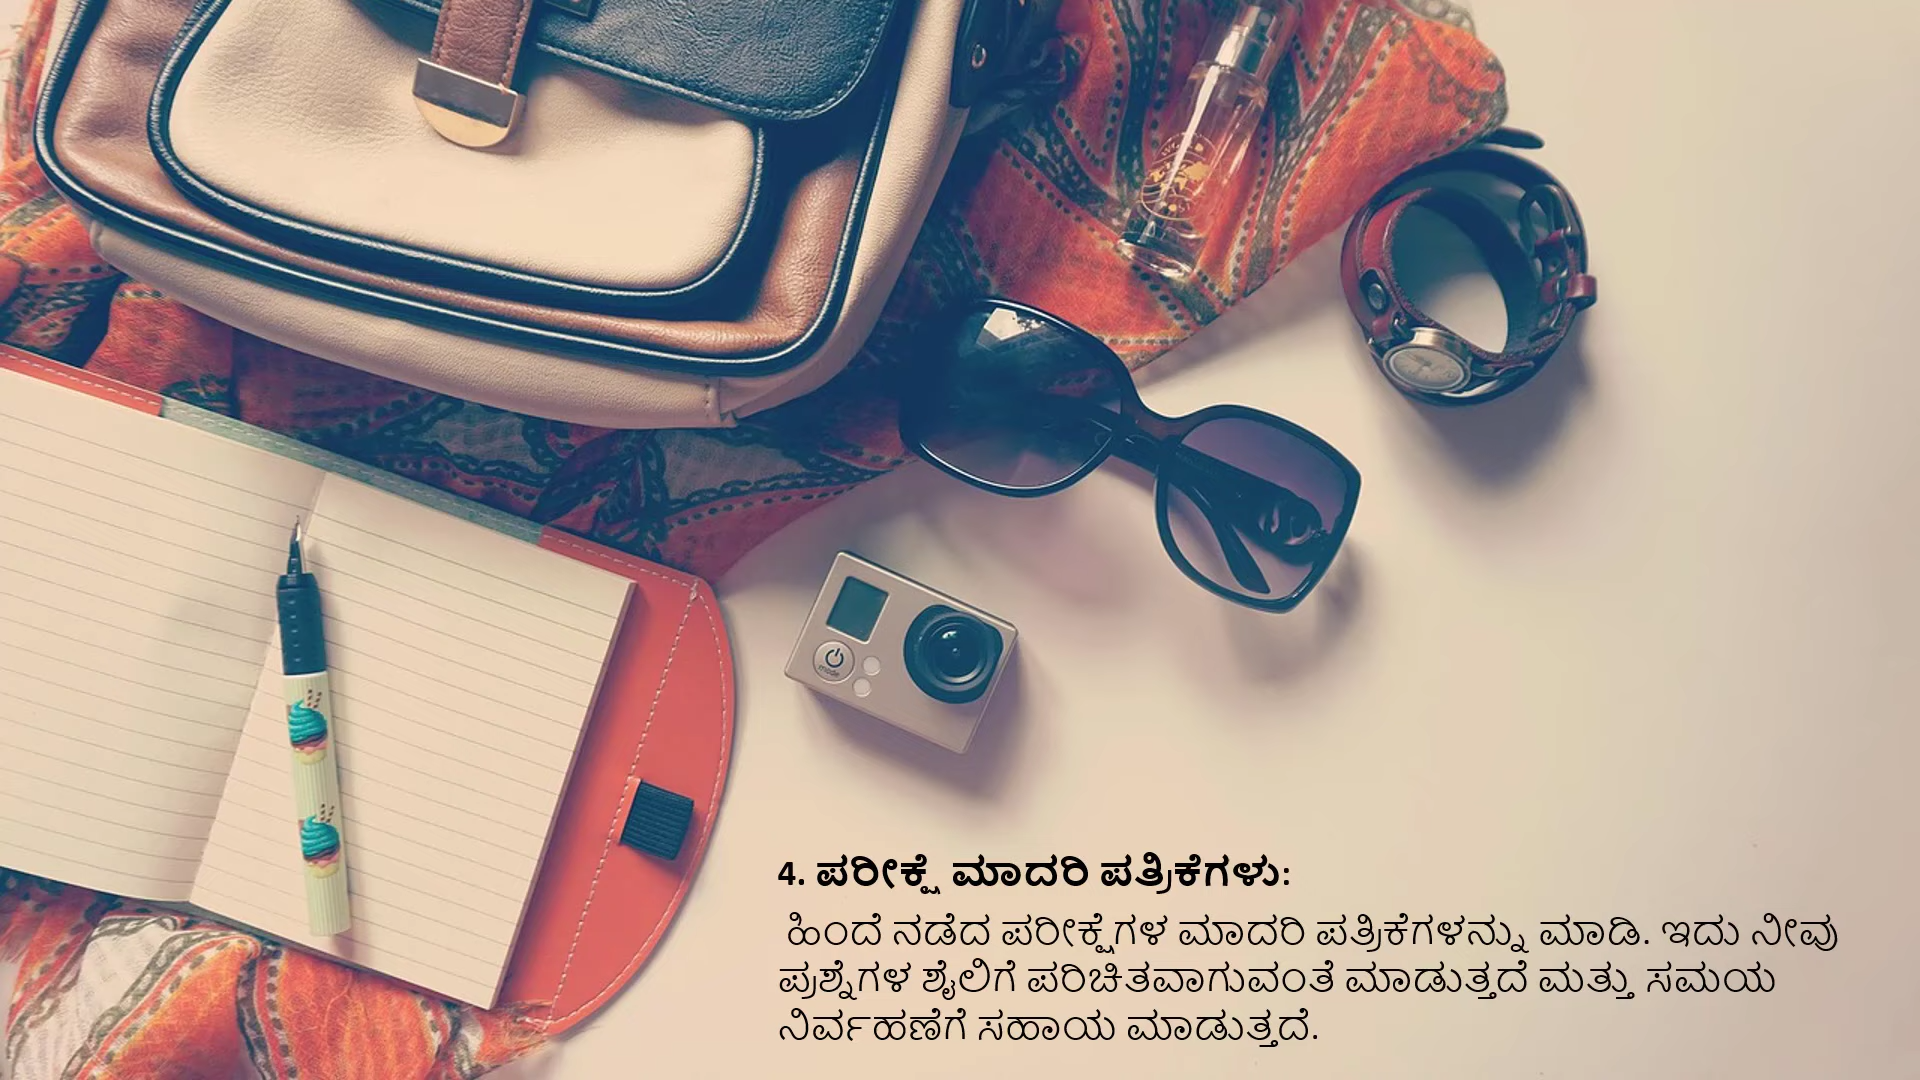 mode
4. ಪರೀಕ್ಷೆ ಮಾದರಿ ಪತ್ರಿಕೆಗಳು:
ಹಿಂದೆ ನಡೆದ ಪರೀಕ್ಷೆಗಳ ಮಾದರಿ ಪತ್ರಿಕೆಗಳನ್ನು ಮಾಡಿ. ಇದು ನೀವು
ಪ್ರಶ್ನೆಗಳ ಶೈಲಿಗೆ ಪರಿಚಿತವಾಗುವಂತೆ ಮಾಡುತ್ತದೆ ಮತ್ತು ಸಮಯ
ನಿರ್ವಹಣೆಗೆ ಸಹಾಯ ಮಾಡುತ್ತದೆ.